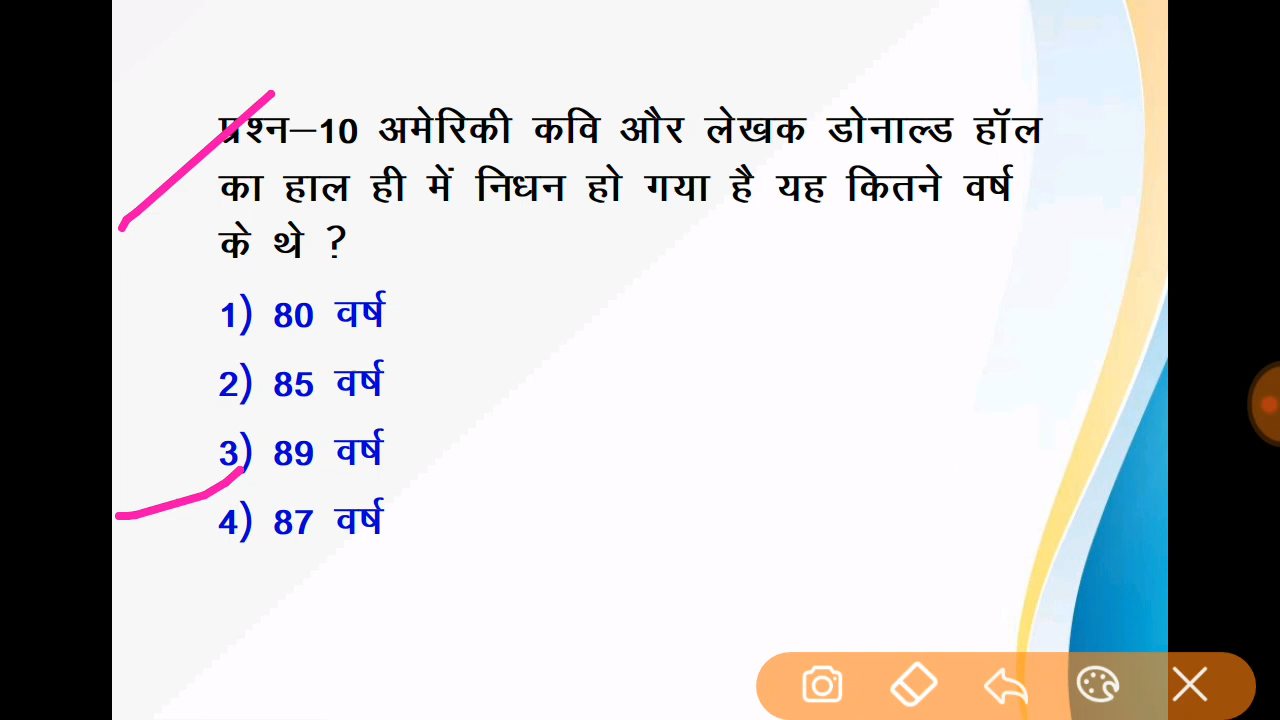 प्रश्न–10 अमेरिकी कवि और लेखक डोनाल्ड हॉल
का हाल ही में निधन हो गया है यह कितने वर्ष
के थे ?
1) 80 वर्ष
2) 85 वर्ष
3) 89 वर्ष
4) 87 वर्ष